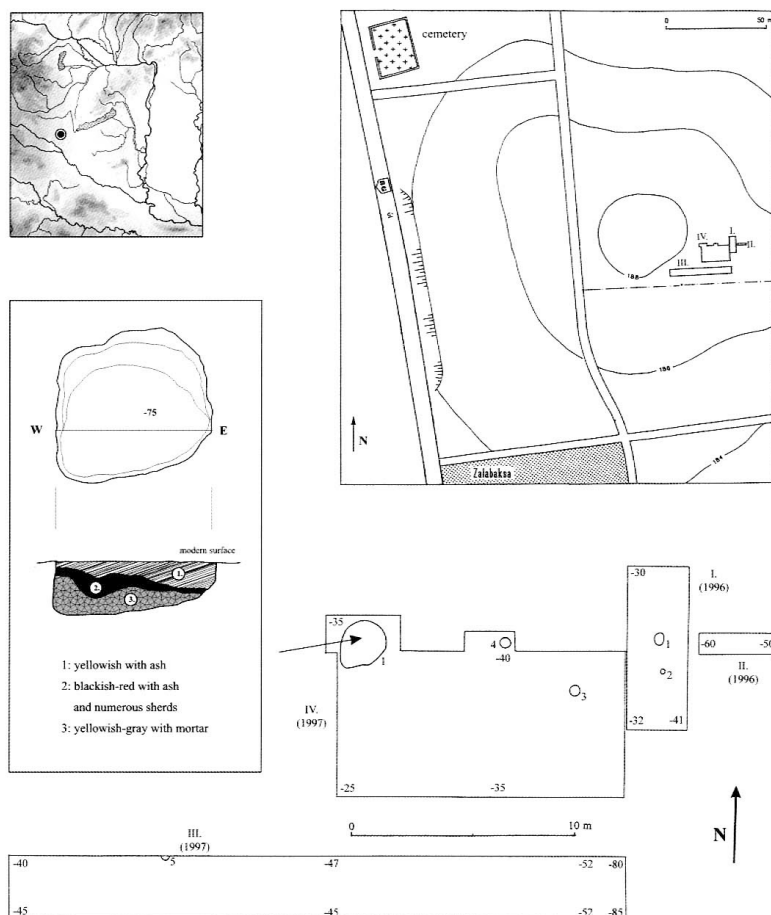 cemetery
0 50 m
86
IV.
I.
II.
III.
188
186
184
N
Zalabaksa
-75
W E
modern surface
1.
2.
3.
1: yellowish with ash
2: blackish-red with ash
and numerous sherds
3: yellowish-gray with mortar
-30
I.
(1996)
-35
1
4
-40
1
2
3
-60 -50
II.
(1996)
-32 -41
IV.
(1997)
-25 -35
0 10 m
N
III.
(1997)
-40 5 -47 -52 -80
-45 -45 -52 -85